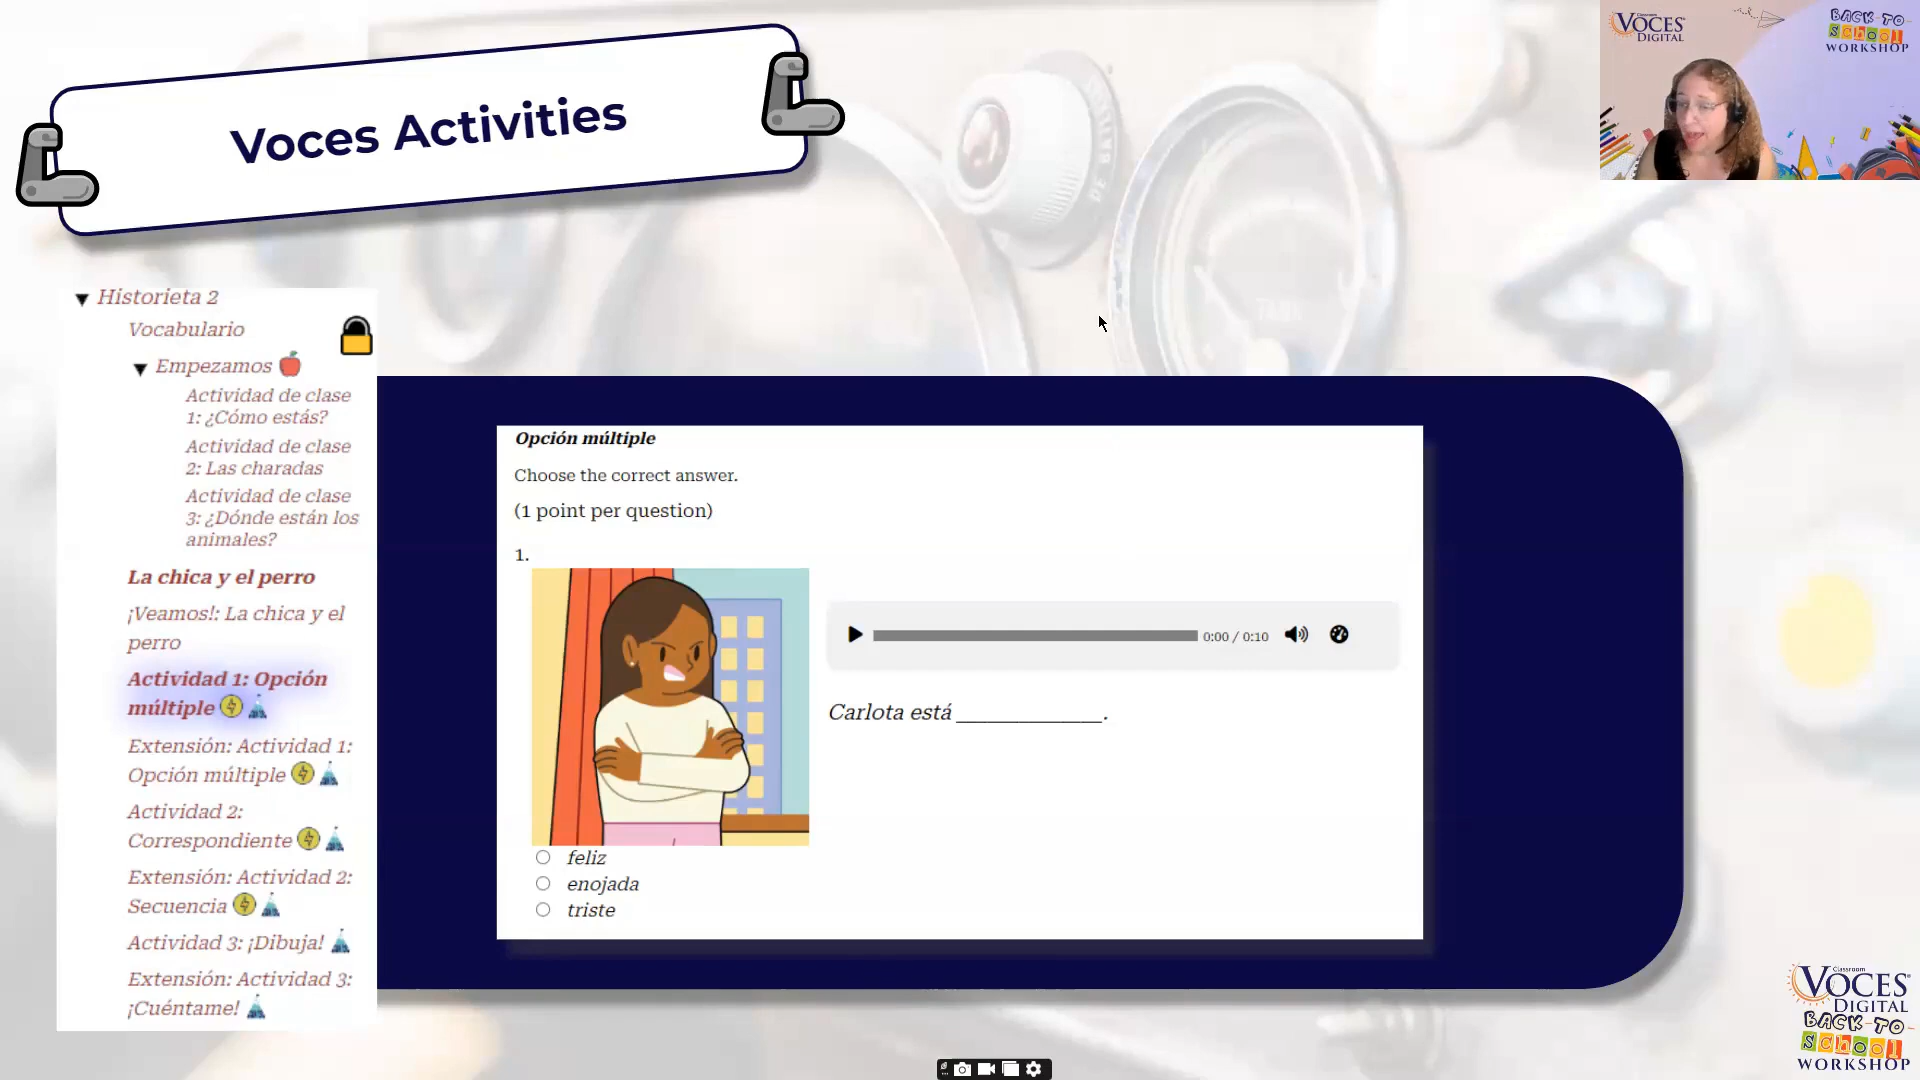 Voces Activities
Historieta 2
Vocabulario
Empezamos
Actividad de clase
1: ¿Cómo estás?
Actividad de clase
2: Las charadas
Actividad de clase
3: ¿Dónde están los
animales?
La chica y el perro
¡Veamos!: La chica y el
perro
Actividad 1: Opción
múltiple
Extensión: Actividad 1:
Opción múltiple
Actividad 2:
Correspondiente
Extensión: Actividad 2:
Secuencia
Actividad 3: ¡Dibuja!
Extensión: Actividad 3:
¡Cuéntame!
Opción múltiple
Choose the correct answer.
(1 point per question)
1.
0:00 / 0:10
Carlota está ______________.
feliz
enojada
triste
VOCES
DIGITAL
BACK-TO-
School
WORKSHOP
Classroom
VOCES
DIGITAL
BACK-TO-
School
WORKSHOP